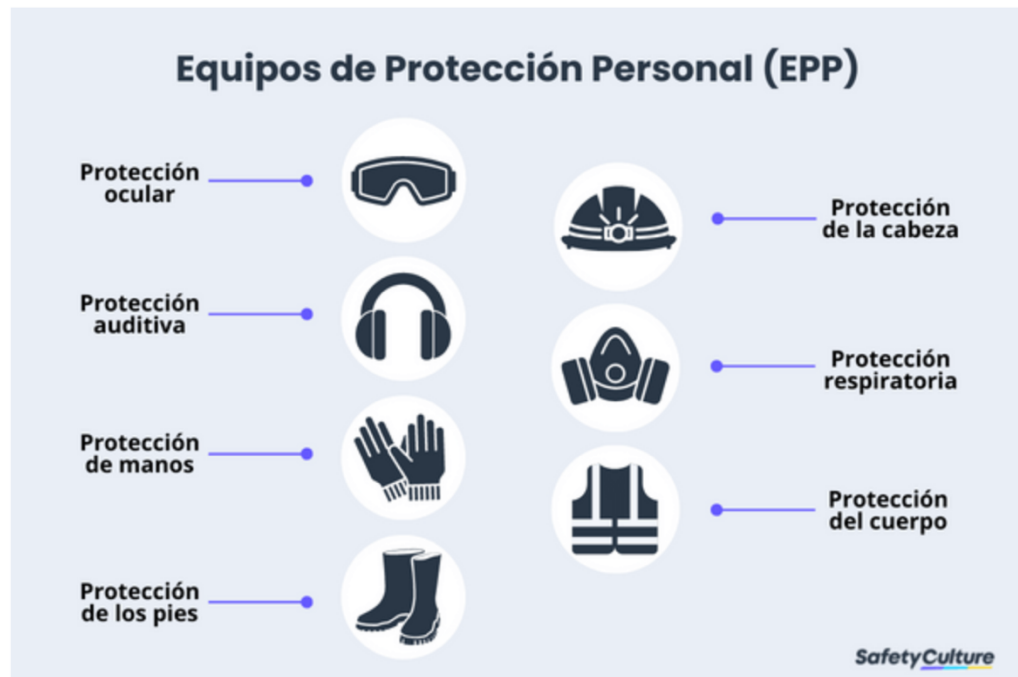 Equipos de Protección Personal (EPP)
Protección
ocular
Protección
auditiva
Protección
de manos
Protección
de los pies
Protección
de la cabeza
Protección
respiratoria
Protección
del cuerpo
SafetyCulture